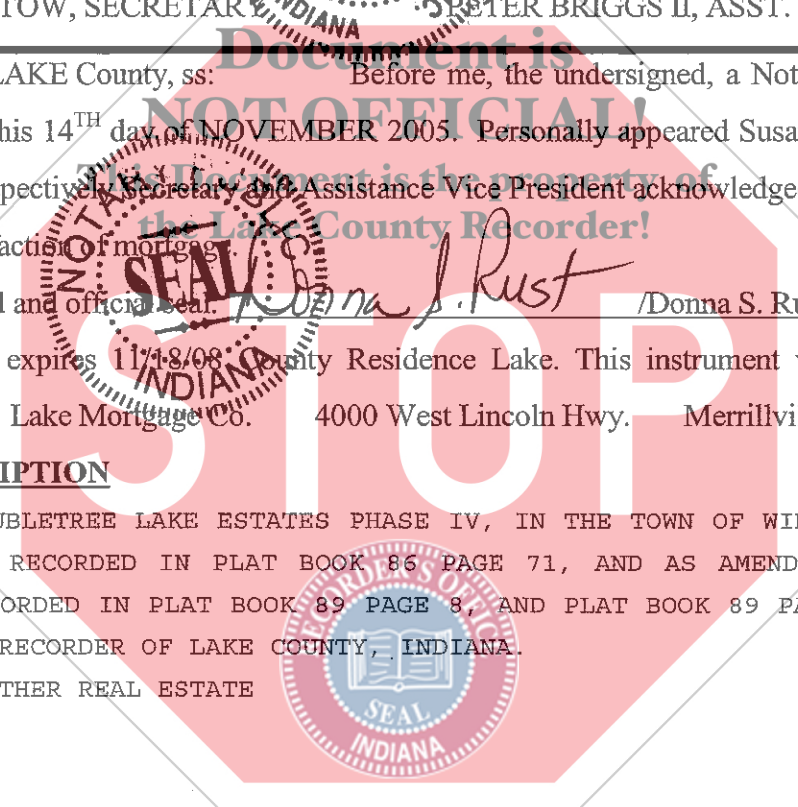 TOW, SECRETARY PETER BRIGGS II, ASST.
INDIANA
Document is
LAKE County, ss: Before me, the undersigned, a Not
NOT OFFICIAL!
his 14TH day of NOVEMBER 2005. Personally appeared Susa
This Document is the property of
pectively Secretary and Assistance Vice President acknowledge
the Lake County Recorder!
faction of mortgage.
l and official seal. Donna S. Rust /Donna S. Ru
NOTARY PUBLIC
SEAL
INDIANA
expires 11/18/08 County Residence Lake. This instrument
Lake Mortgage Co. 4000 West Lincoln Hwy. Merrillvi
STOP
IPTION
UBLETREE LAKE ESTATES PHASE IV, IN THE TOWN OF WI
RECORDED IN PLAT BOOK 86 PAGE 71, AND AS AMEND
ORDED IN PLAT BOOK 89 PAGE 8, AND PLAT BOOK 89 PA
RECORDER OF LAKE COUNTY, INDIANA.
THER REAL ESTATE
RECORDER'S OFFICE
SEAL
INDIANA